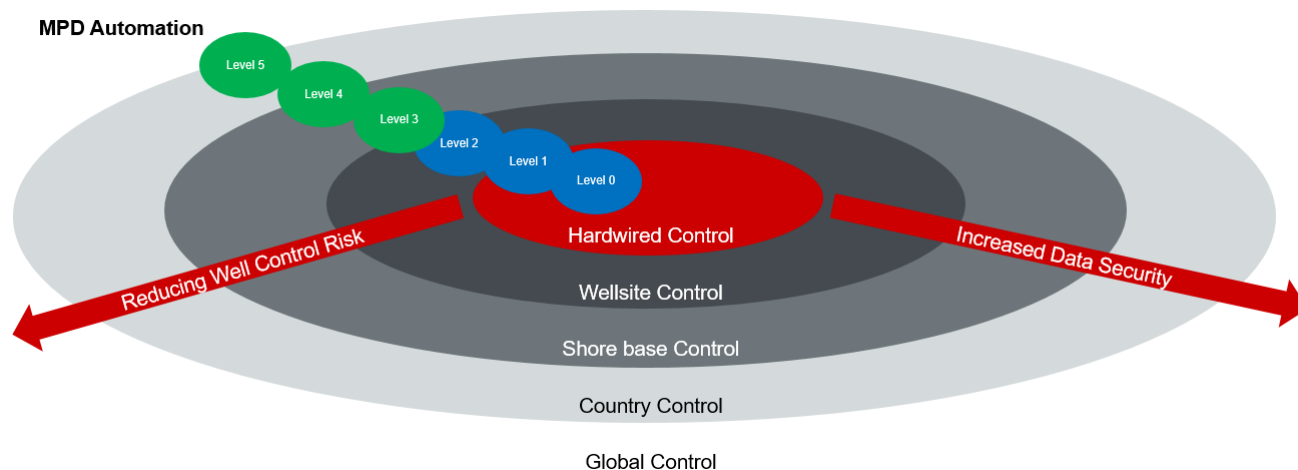 MPD Automation
Level 5
Level 4
Level 3
Level 2
Level 1
Level 0
Hardwired Control
Reducing Well Control Risk
Increased Data Security
Wellsite Control
Shore base Control
Country Control
Global Control